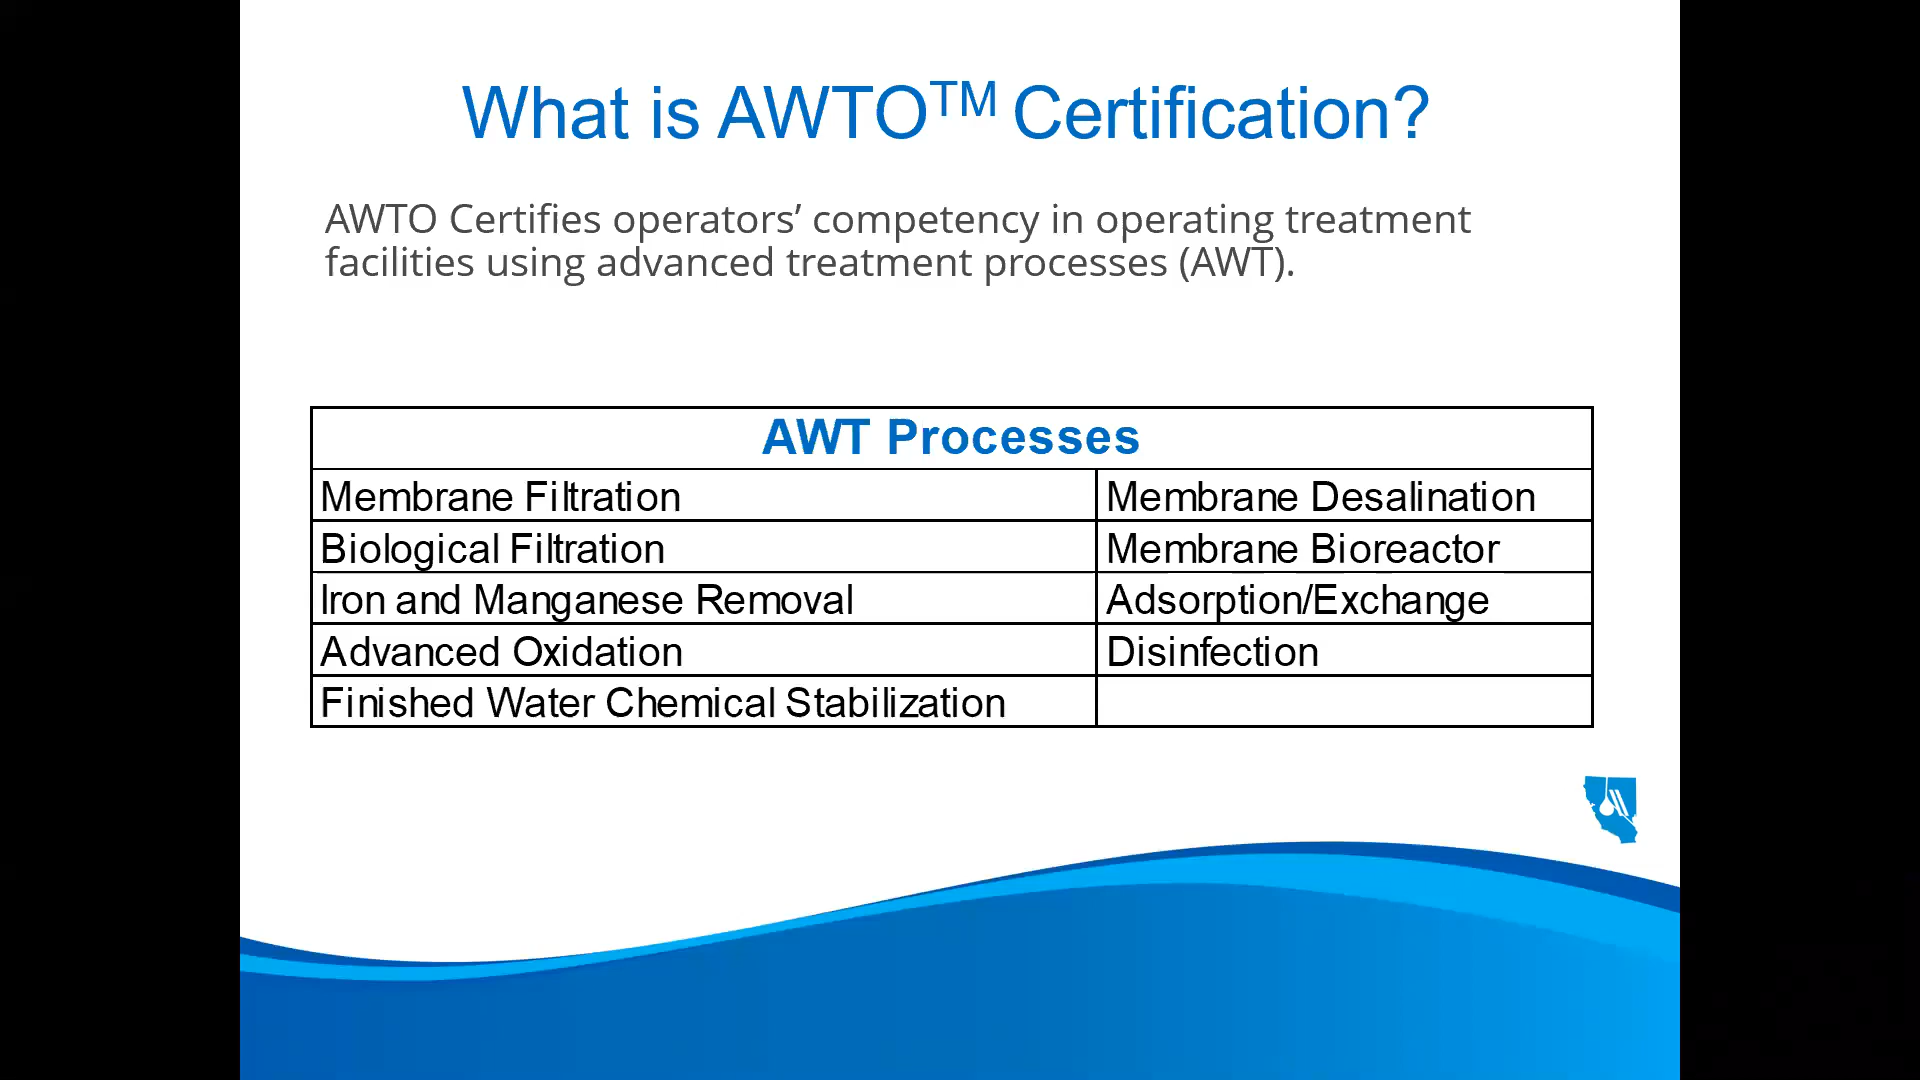 What is AWTO™ Certification?
AWTO Certifies operators’ competency in operating treatment
facilities using advanced treatment processes (AWT).
AWT Processes
Membrane Filtration
Membrane Desalination
Biological Filtration
Membrane Bioreactor
Iron and Manganese Removal
Adsorption/Exchange
Advanced Oxidation
Disinfection
Finished Water Chemical Stabilization